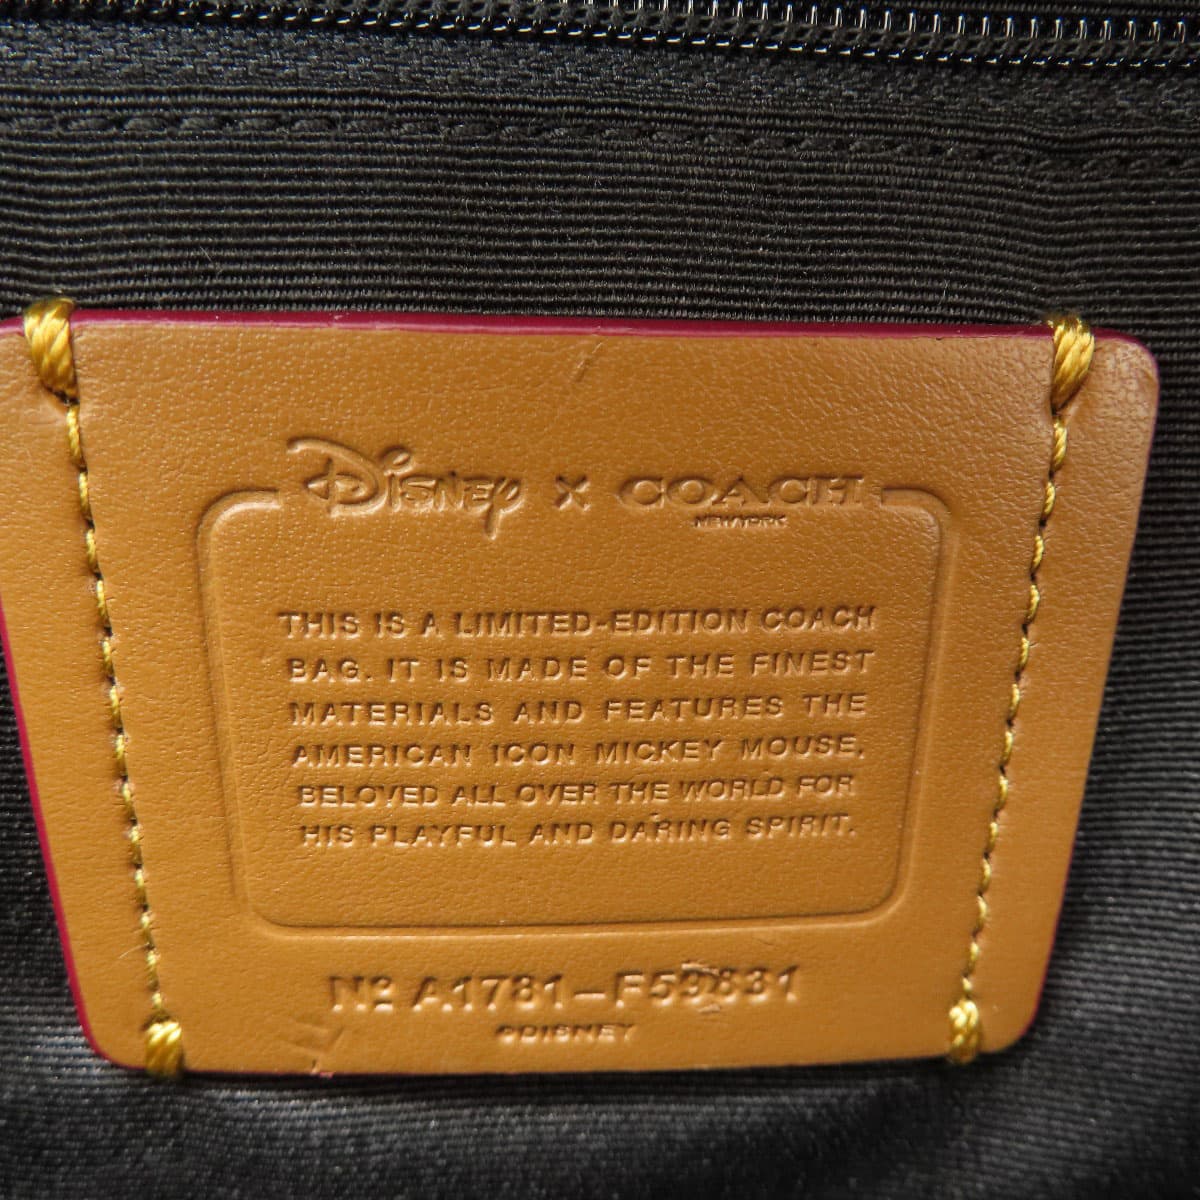 Disney x COACH
NEW YORK
THIS IS A LIMITED-EDITION COACH
BAG. IT IS MADE OF THE FINEST
MATERIALS AND FEATURES THE
AMERICAN ICON MICKEY MOUSE,
BELOVED ALL OVER THE WORLD FOR
HIS PLAYFUL AND DARING SPIRIT.
Nº A1781-F59831
©DISNEY